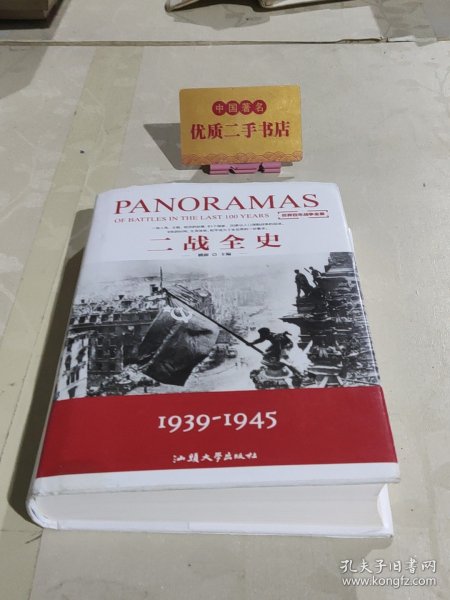 中国著名
优质二手书店
PANORAMAS
OF BATTLES IN THE LAST 100 YEARS
世界百年战争全景
二战全史
主编
1939-1945
汕头大学出版社
孔夫子旧书网
www.kongfz.com